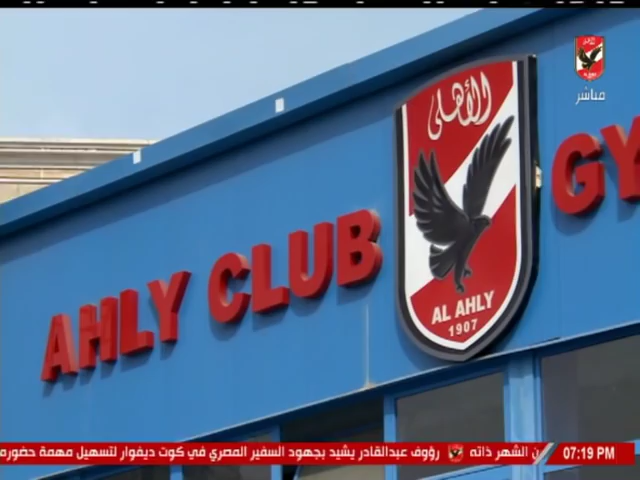 مباشر
الأهلى
AHLY CLUB
GY
AL AHLY
1907
ن الشهر ذاته رؤوف عبدالقادر يشيد بجهود السفير المصري في كوت ديفوار لتسهيل مهمة حضوره
07:19 PM